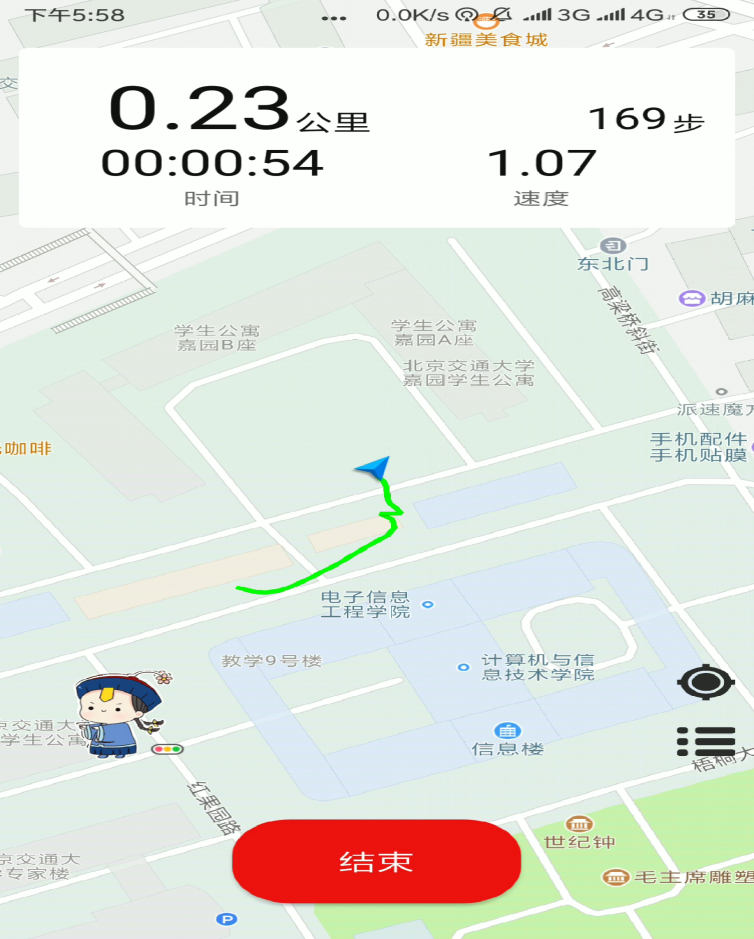 下午5:58
... 0.0K/s 3G 4G 35
新疆美食城
交
0.23公里
169步
00:00:54
1.07
时间
速度
东北门
胡麻
高梁桥斜街
学生公寓
嘉园B座
学生公寓
嘉园A座
北京交通大学
嘉园学生公寓
派速魔方
手机配件
手机贴膜
咖啡
电子信息
工程学院
教学9号楼
计算机与信
息技术学院
信息楼
京交通大
学生公寓
梧桐大
红果园路
结束
世纪钟
毛主席雕塑
京交通大
专家楼
P